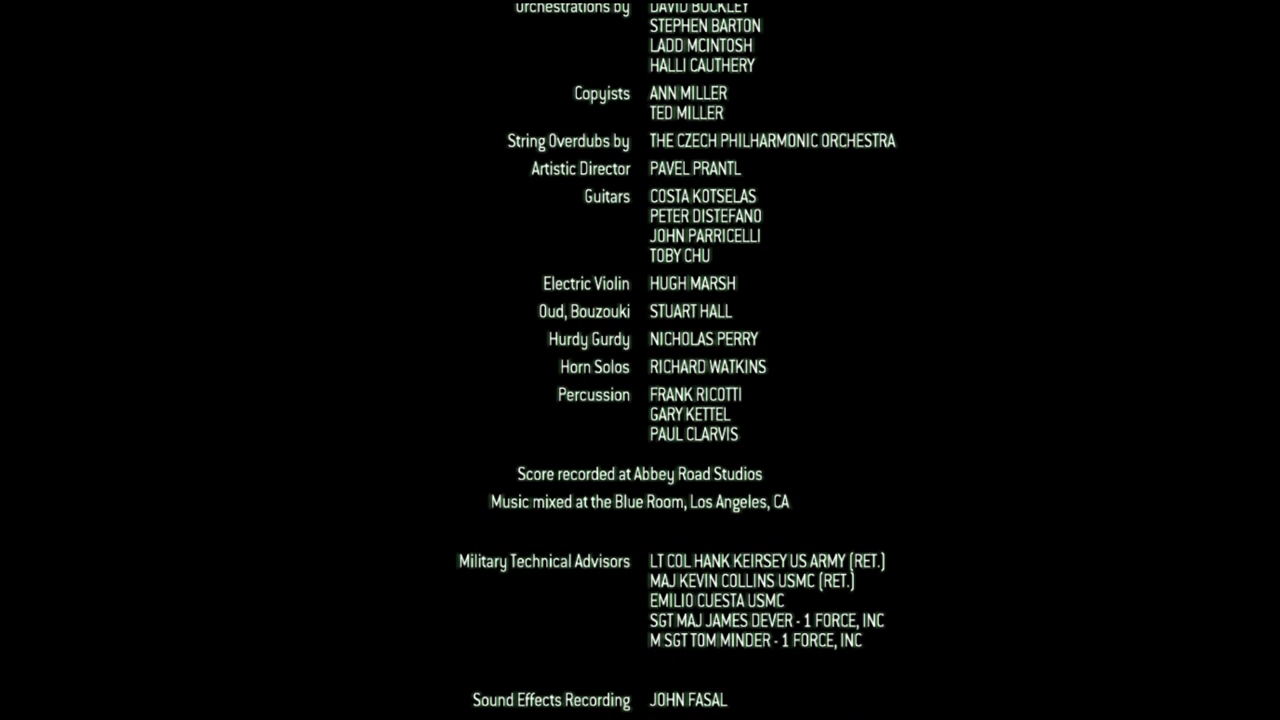 Orchestrations by DAVID BUCKLEY
STEPHEN BARTON
LADD MCINTOSH
HALLI CAUTHERY
Copyists ANN MILLER
TED MILLER
String Overdubs by THE CZECH PHILHARMONIC ORCHESTRA
Artistic Director PAVEL PRANTL
Guitars COSTA KOTSELAS
PETER DISTEFANO
JOHN PARRICELLI
TOBY CHU
Electric Violin HUGH MARSH
Oud, Bouzouki STUART HALL
Hurdy Gurdy NICHOLAS PERRY
Horn Solos RICHARD WATKINS
Percussion FRANK RICOTTI
GARY KETTEL
PAUL CLARVIS
Score recorded at Abbey Road Studios
Music mixed at the Blue Room, Los Angeles, CA
Military Technical Advisors LT COL HANK KEIRSEY US ARMY (RET.)
MAJ KEVIN COLLINS USMC (RET.)
EMILIO CUESTA USMC
SGT MAJ JAMES DEVER - 1 FORCE, INC
M SGT TOM MINDER - 1 FORCE, INC
Sound Effects Recording JOHN FASAL